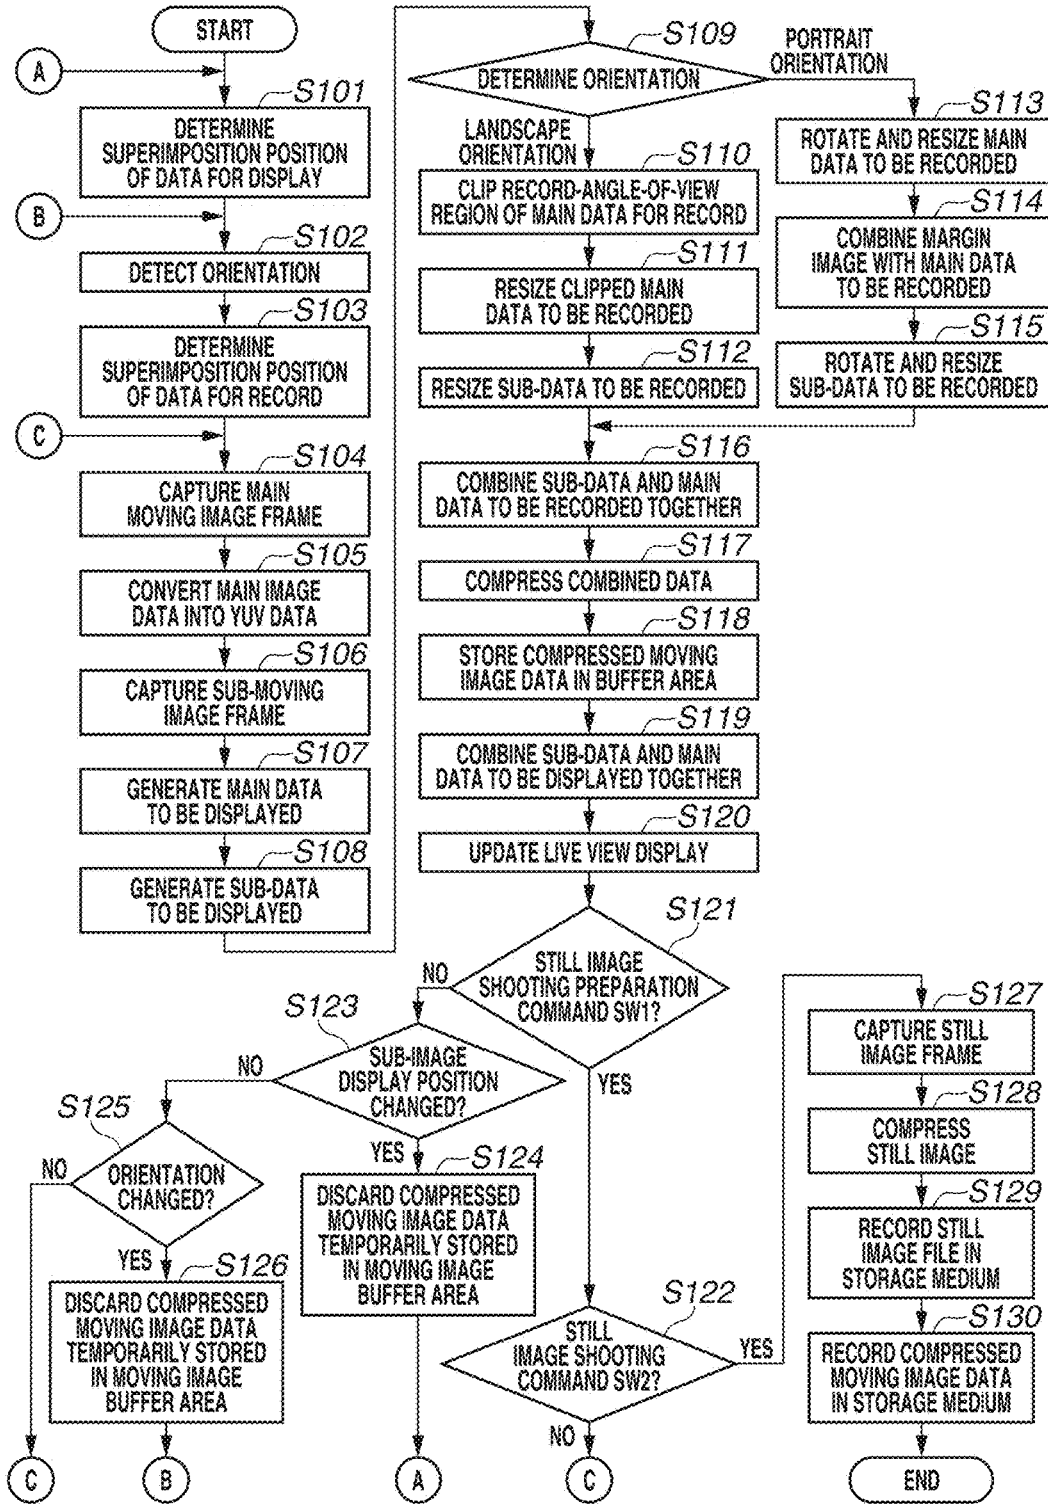 START
A
S101
DETERMINE
SUPERIMPOSITION POSITION
OF DATA FOR DISPLAY
B
S102
DETECT ORIENTATION
S103
DETERMINE
SUPERIMPOSITION POSITION
OF DATA FOR RECORD
C
S104
CAPTURE MAIN
MOVING IMAGE FRAME
S105
CONVERT MAIN IMAGE
DATA INTO YUV DATA
S106
CAPTURE SUB-MOVING
IMAGE FRAME
S107
GENERATE MAIN DATA
TO BE DISPLAYED
S108
GENERATE SUB-DATA
TO BE DISPLAYED
S109
DETERMINE ORIENTATION
PORTRAIT
ORIENTATION
LANDSCAPE
ORIENTATION
S110
CLIP RECORD-ANGLE-OF-VIEW
REGION OF MAIN DATA FOR RECORD
S111
RESIZE CLIPPED MAIN
DATA TO BE RECORDED
S112
RESIZE SUB-DATA TO BE RECORDED
S113
ROTATE AND RESIZE MAIN
DATA TO BE RECORDED
S114
COMBINE MARGIN
IMAGE WITH MAIN DATA
TO BE RECORDED
S115
ROTATE AND RESIZE
SUB-DATA TO BE RECORDED
S116
COMBINE SUB-DATA AND MAIN
DATA TO BE RECORDED TOGETHER
S117
COMPRESS COMBINED DATA
S118
STORE COMPRESSED MOVING
IMAGE DATA IN BUFFER AREA
S119
COMBINE SUB-DATA AND MAIN
DATA TO BE DISPLAYED TOGETHER
S120
UPDATE LIVE VIEW DISPLAY
S121
STILL IMAGE
SHOOTING PREPARATION
COMMAND SW1?
NO
YES
S123
SUB-IMAGE
DISPLAY POSITION
CHANGED?
NO
YES
S125
ORIENTATION
CHANGED?
NO
YES
S126
DISCARD COMPRESSED
MOVING IMAGE DATA
TEMPORARILY STORED
IN MOVING IMAGE
BUFFER AREA
S124
DISCARD COMPRESSED
MOVING IMAGE DATA
TEMPORARILY STORED
IN MOVING IMAGE
BUFFER AREA
S122
STILL
IMAGE SHOOTING
COMMAND SW2?
YES
NO
S127
CAPTURE STILL
IMAGE FRAME
S128
COMPRESS
STILL IMAGE
S129
RECORD STILL
IMAGE FILE IN
STORAGE MEDIUM
S130
RECORD COMPRESSED
MOVING IMAGE DATA
IN STORAGE MEDIUM
C
B
A
C
END